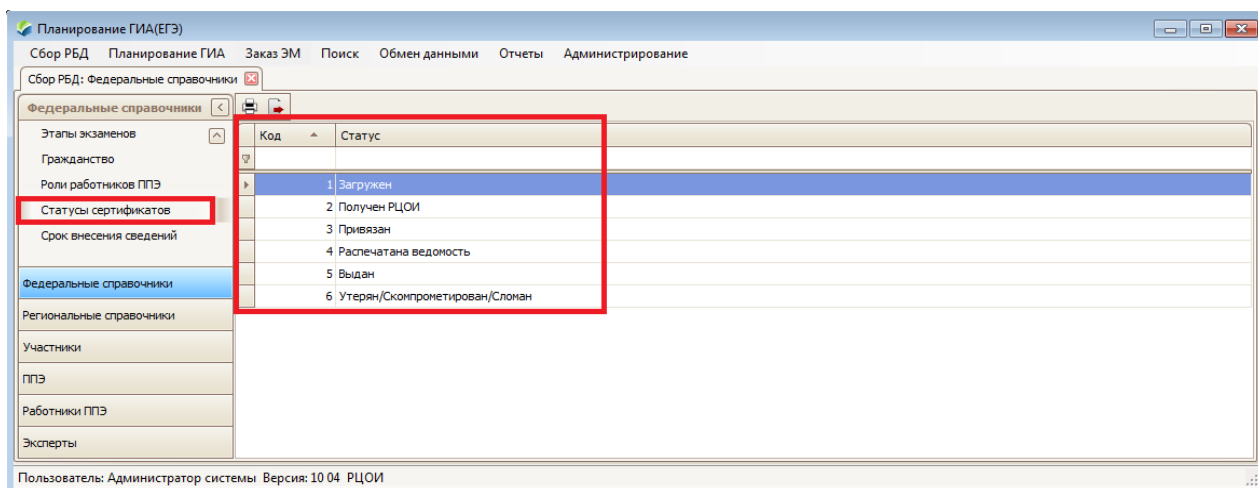 Планирование ГИА(ЕГЭ)
Сбор РБД Планирование ГИА Заказ ЭМ Поиск Обмен данными Отчеты Администрирование
Сбор РБД: Федеральные справочники
Федеральные справочники
Этапы экзаменов
Гражданство
Роли работников ППЭ
Статусы сертификатов
Срок внесения сведений
Федеральные справочники
Региональные справочники
Участники
ППЭ
Работники ППЭ
Эксперты
Код Статус
1 Загружен
2 Получен РЦОИ
3 Привязан
4 Распечатана ведомость
5 Выдан
6 Утерян/Скомпрометирован/Сломан
Пользователь: Администратор системы Версия: 10 04 РЦОИ